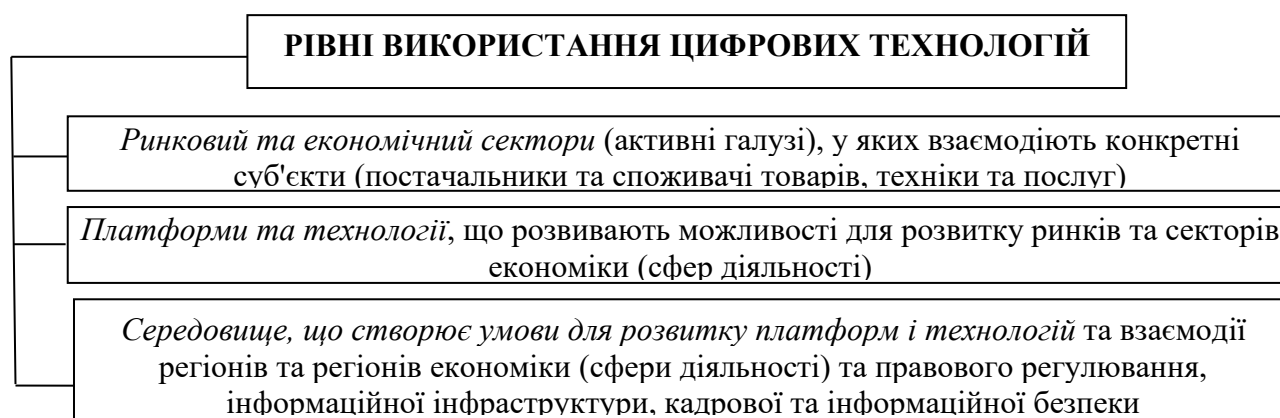 РІВНІ ВИКОРИСТАННЯ ЦИФРОВИХ ТЕХНОЛОГІЙ
Ринковий та економічний сектори (активні галузі), у яких взаємодіють конкретні
суб'єкти (постачальники та споживачі товарів, техніки та послуг)
Платформи та технології, що розвивають можливості для розвитку ринків та секторів
економіки (сфер діяльності)
Середовище, що створює умови для розвитку платформ і технологій та взаємодії
регіонів та регіонів економіки (сфери діяльності) та правового регулювання,
інформаційної інфраструктури, кадрової та інформаційної безпеки